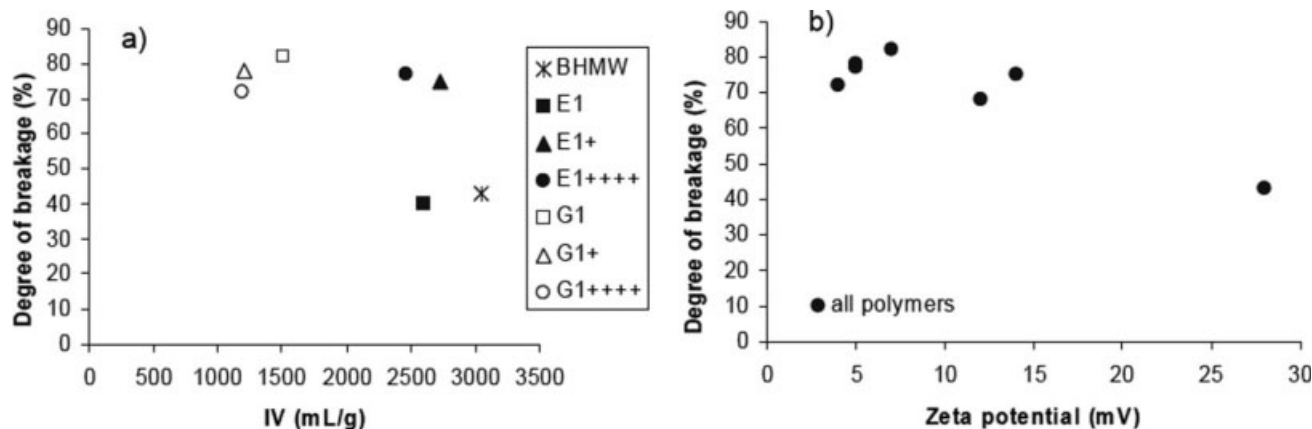 a)
Degree of breakage (%)
90
80
70
60
50
40
30
20
10
0
0 500 1000 1500 2000 2500 3000 3500
IV (mL/g)
BHMW
E1
E1+
E1++++
G1
G1+
G1++++
b)
Degree of breakage (%)
90
80
70
60
50
40
30
20
10
0
all polymers
0 5 10 15 20 25 30
Zeta potential (mV)